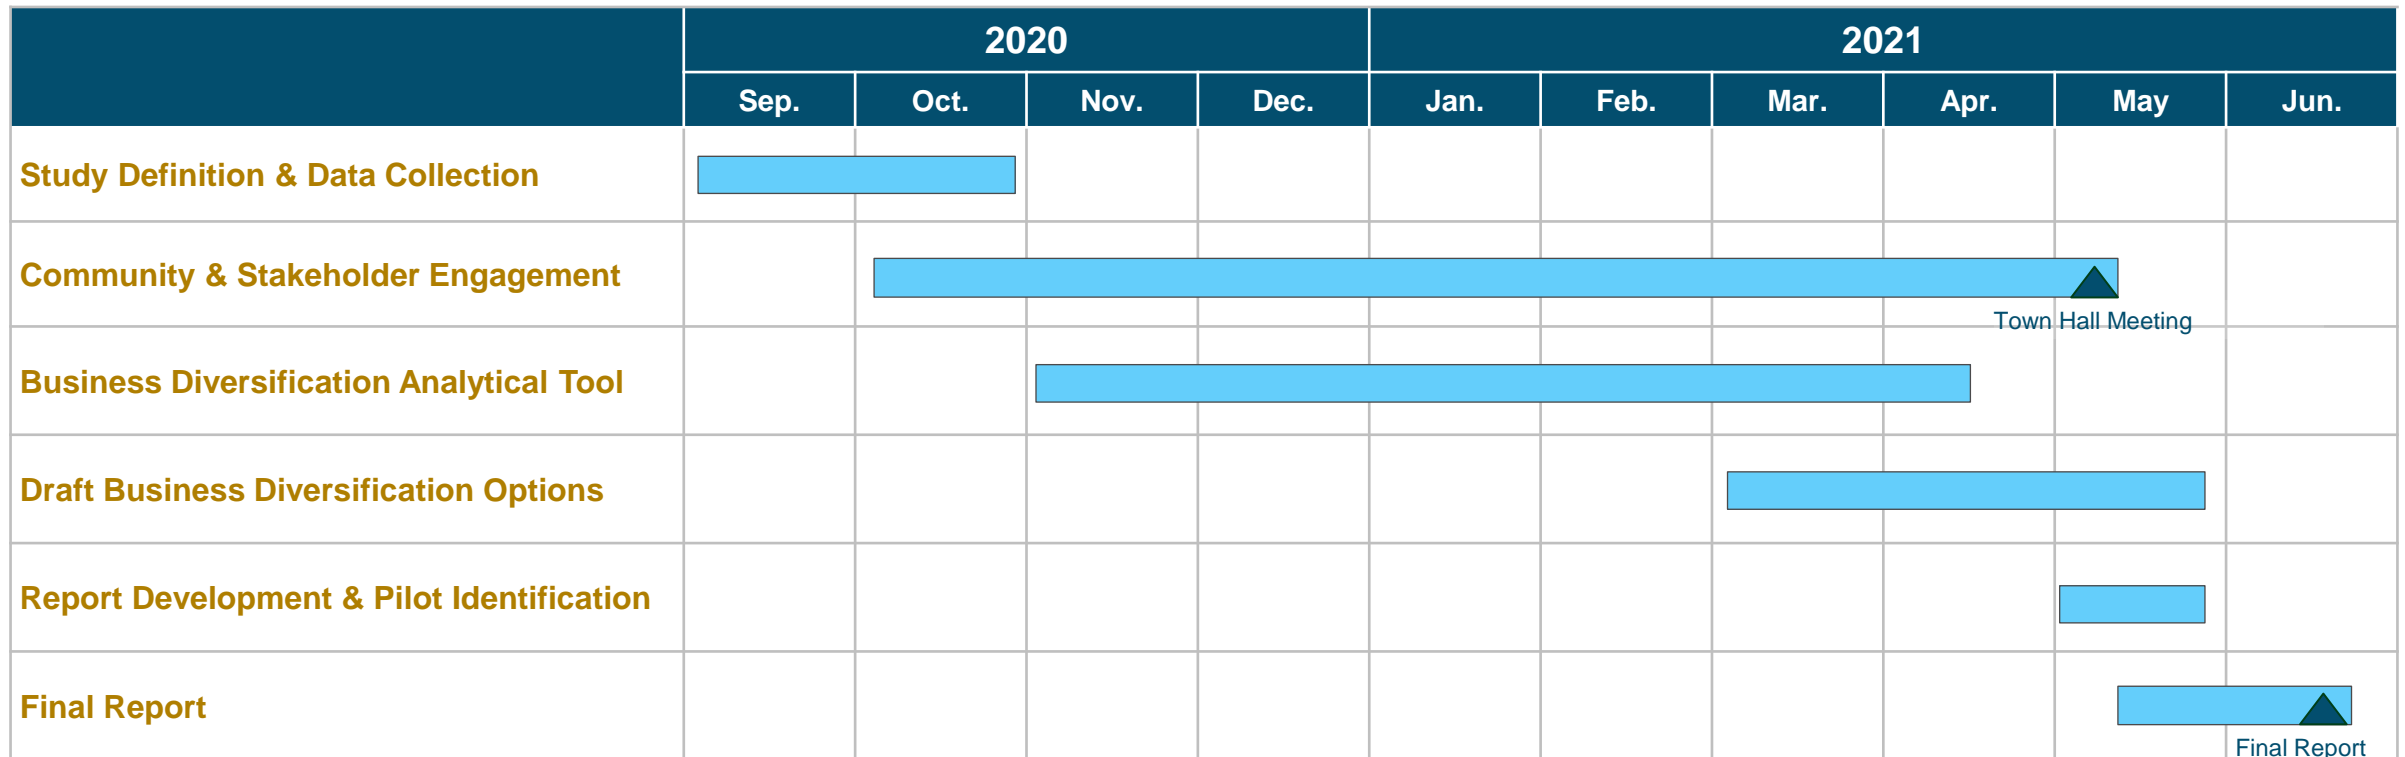 2020 2021
Sep. Oct. Nov. Dec. Jan. Feb. Mar. Apr. May Jun.
Study Definition & Data Collection
Community & Stakeholder Engagement
Town Hall Meeting
Business Diversification Analytical Tool
Draft Business Diversification Options
Report Development & Pilot Identification
Final Report
Final Report